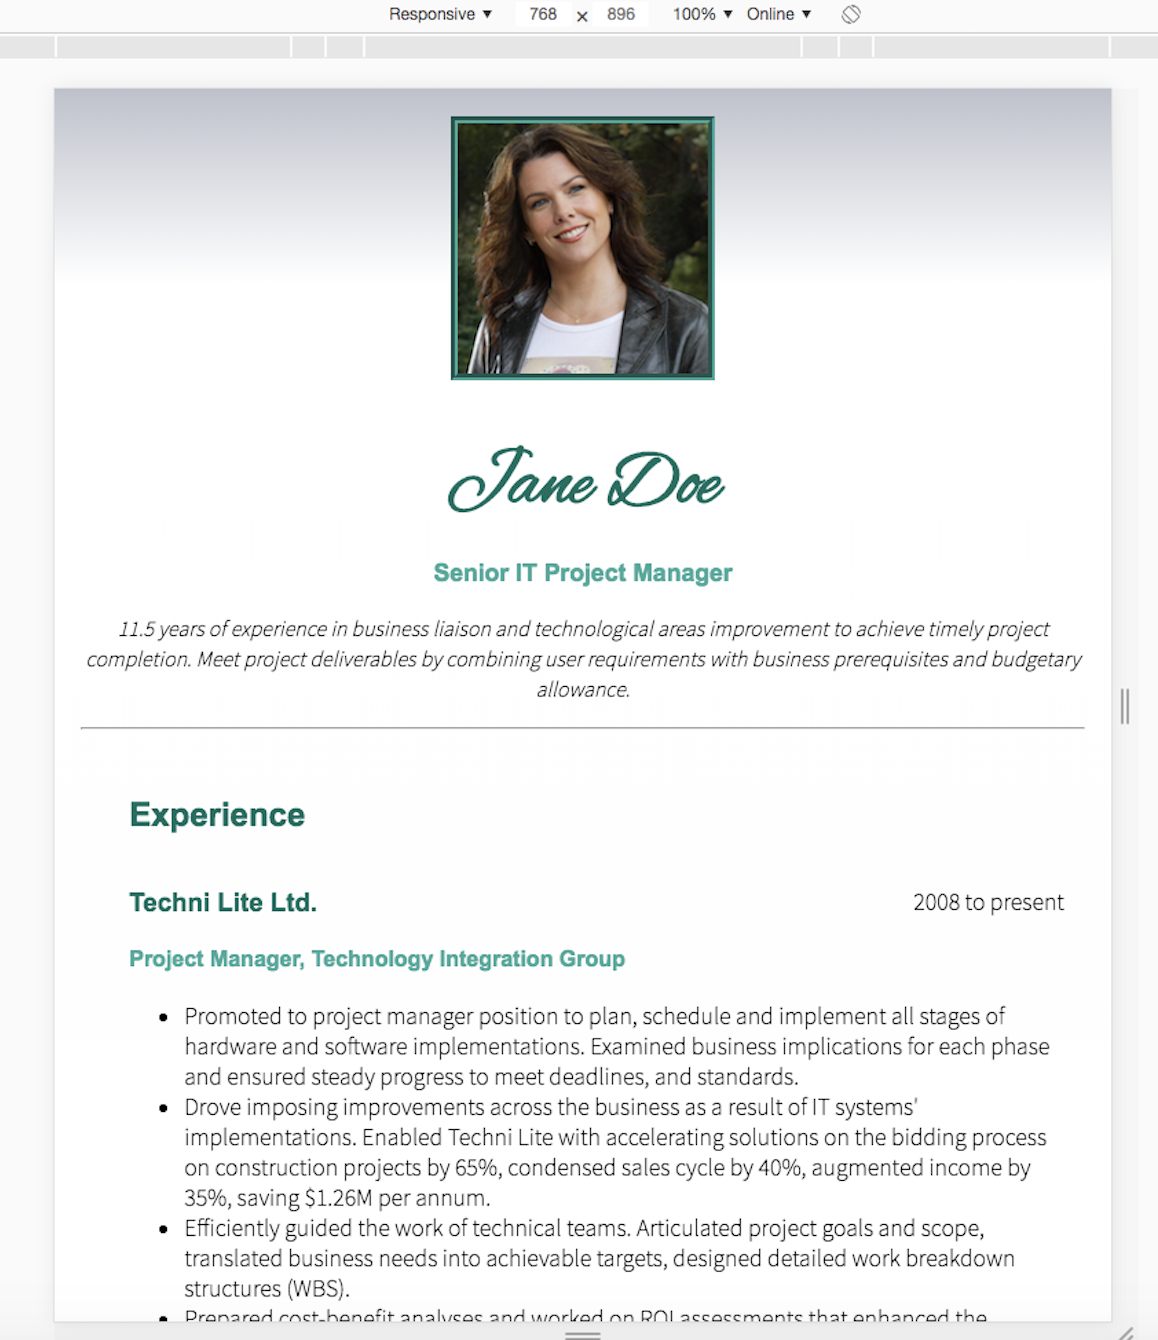 Responsive ▼ 768 x 896 100% ▼ Online ▼
Jane Doe
Senior IT Project Manager
11.5 years of experience in business liaison and technological areas improvement to achieve timely project
completion. Meet project deliverables by combining user requirements with business prerequisites and budgetary
allowance.
Experience
Techni Lite Ltd. 2008 to present
Project Manager, Technology Integration Group
• Promoted to project manager position to plan, schedule and implement all stages of
hardware and software implementations. Examined business implications for each phase
and ensured steady progress to meet deadlines, and standards.
• Drove imposing improvements across the business as a result of IT systems'
implementations. Enabled Techni Lite with accelerating solutions on the bidding process
on construction projects by 65%, condensed sales cycle by 40%, augmented income by
35%, saving $1.26M per annum.
• Efficiently guided the work of technical teams. Articulated project goals and scope,
translated business needs into achievable targets, designed detailed work breakdown
structures (WBS).
• Prepared cost-benefit analyses and worked on ROI assessments that enhanced the